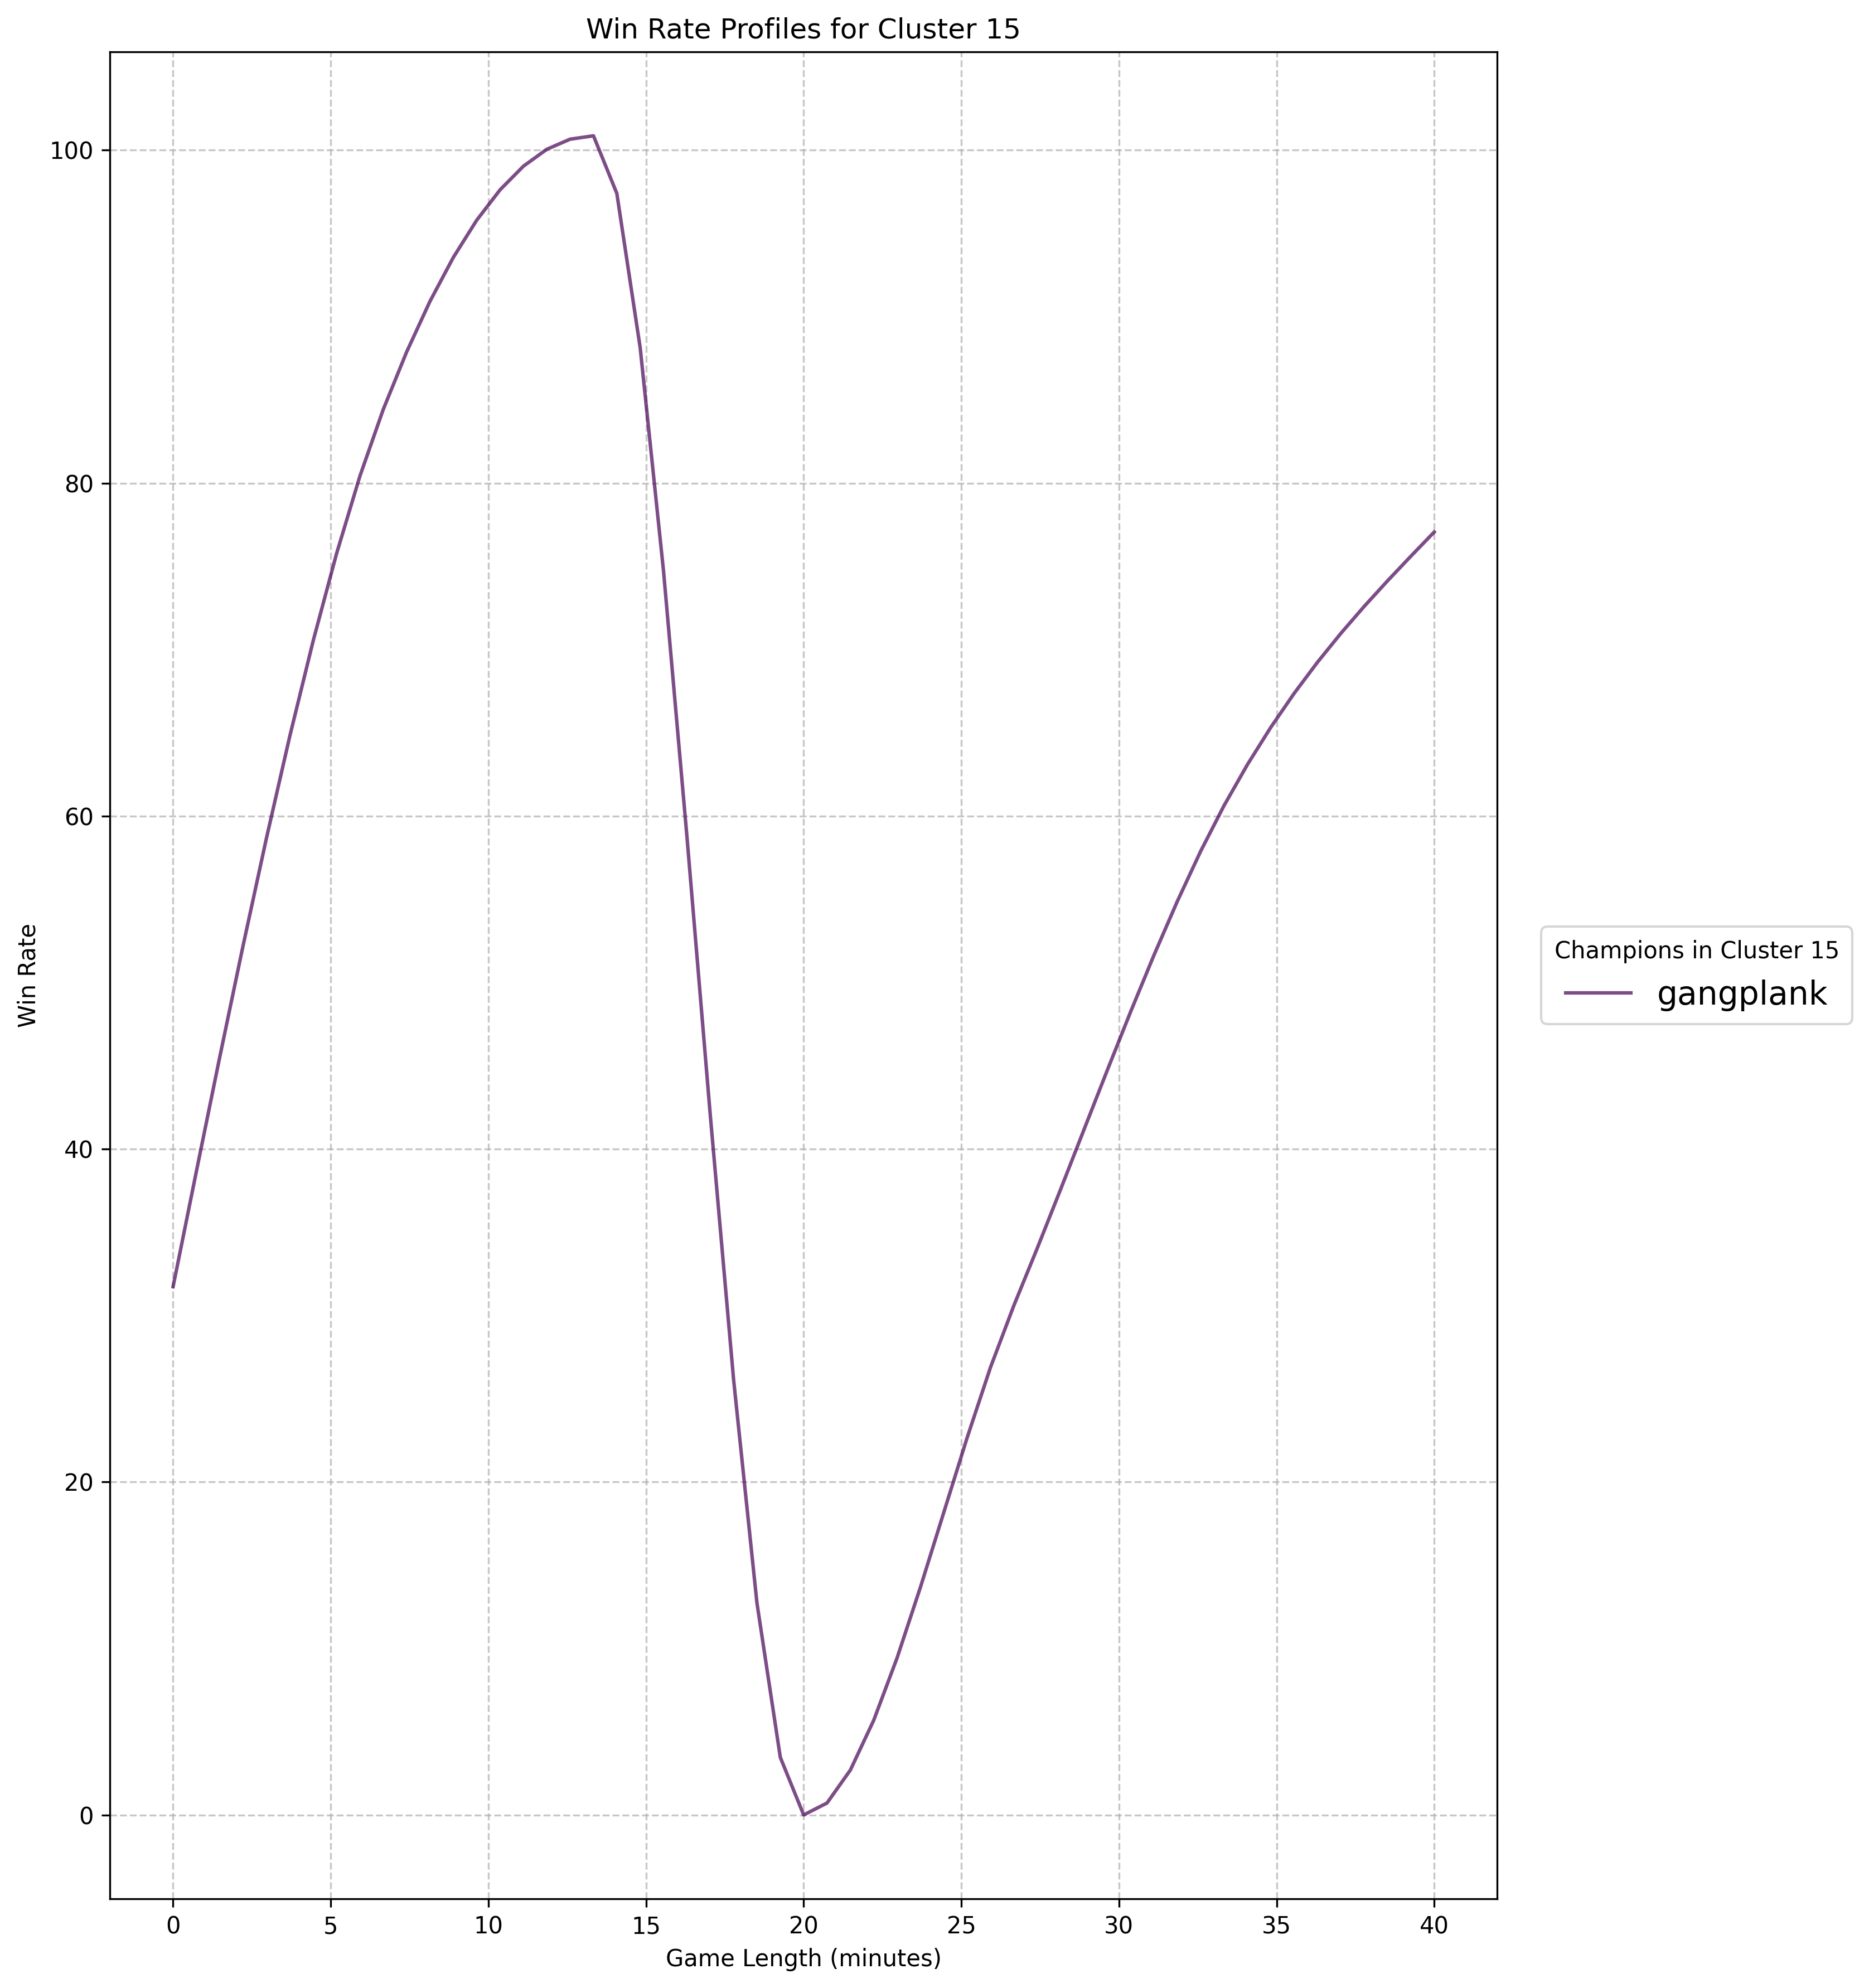 Win Rate Profiles for Cluster 15
100
80
60
40
20
0
Win Rate
0 5 10 15 20 25 30 35 40
Game Length (minutes)
Champions in Cluster 15
gangplank